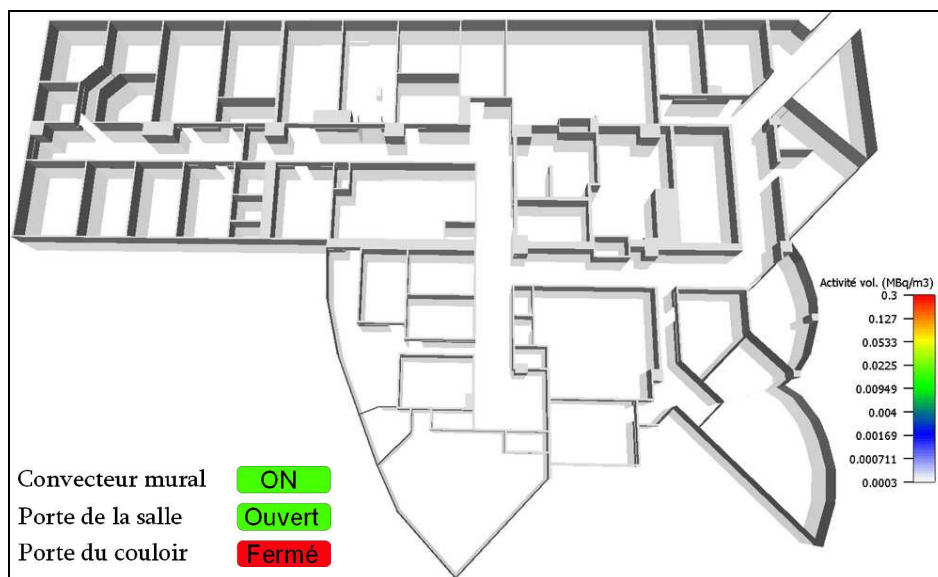 Activité vol. (MBq/m3)
0.3
0.127
0.0533
0.0225
0.00949
0.004
0.00169
0.000711
0.0003
Convecteur mural ON
Porte de la salle Ouvert
Porte du couloir Fermé